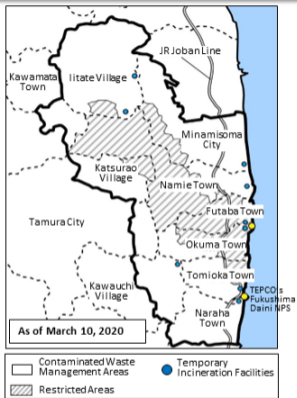 JR Joban Line
Kawamata
Town
Iitate Village
Minamisoma
City
Katsurao
Village
Namie Town
Futaba Town
Tamura City
Okuma Town
Tomioka Town
Kawauchi
Village
TEPCO's
Fukushima
Daini NPS
Naraha
Town
As of March 10, 2020
Contaminated Waste
Management Areas
Temporary
Incineration Facilities
Restricted Areas